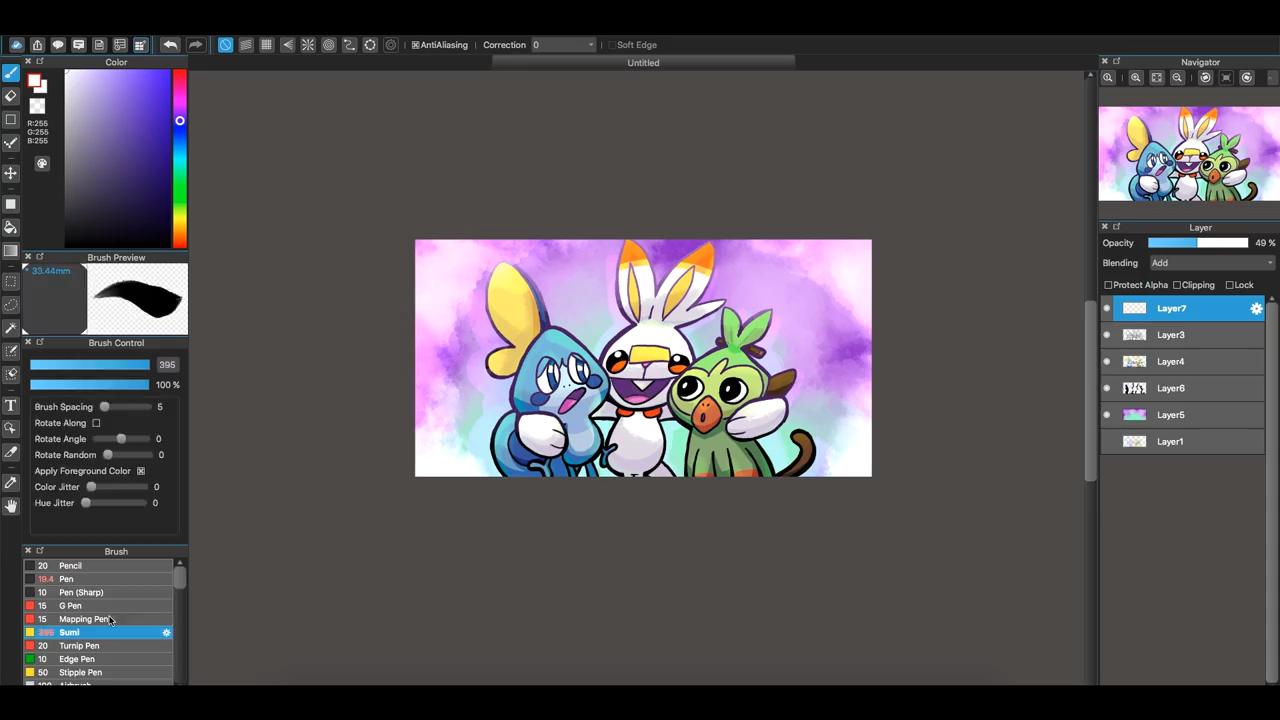 AntiAliasing Correction 0 Soft Edge
Color
Untitled
Navigator
R:255
G:255
B:255
Brush Preview
33.44mm
Brush Control
395
100 %
Brush Spacing 5
Rotate Along
Rotate Angle 0
Rotate Random 0
Apply Foreground Color
Color Jitter 0
Hue Jitter 0
Brush
20 Pencil
19.4 Pen
10 Pen (Sharp)
15 G Pen
15 Mapping Pen
395 Sumi
20 Turnip Pen
10 Edge Pen
50 Stipple Pen
Layer
Opacity 49 %
Blending Add
Protect Alpha Clipping Lock
Layer7
Layer3
Layer4
Layer6
Layer5
Layer1